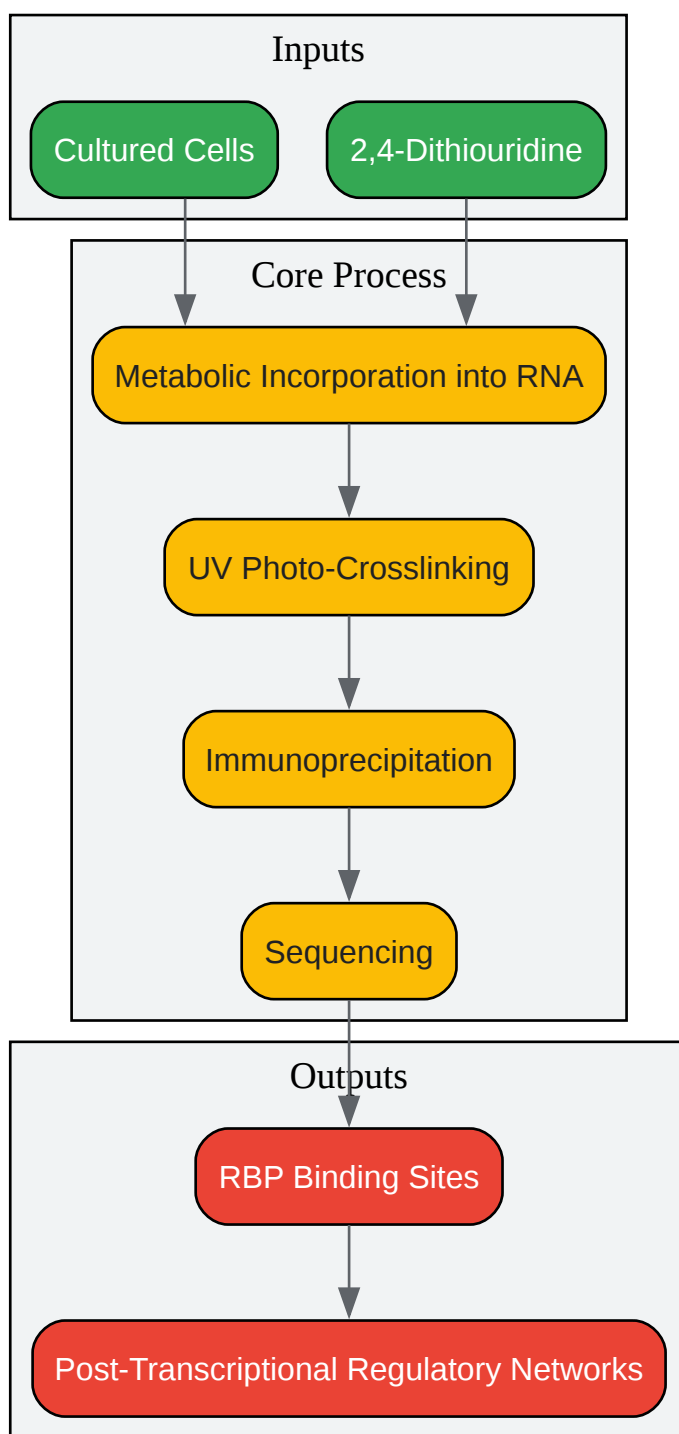 Inputs
Cultured Cells
2,4-Dithiouridine
Core Process
Metabolic Incorporation into RNA
UV Photo-Crosslinking
Immunoprecipitation
Sequencing
Outputs
RBP Binding Sites
Post-Transcriptional Regulatory Networks